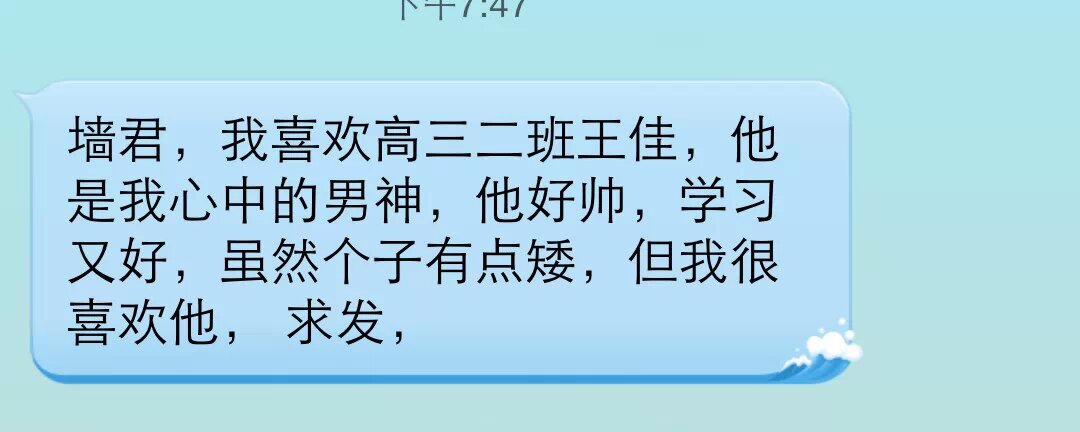 下午7:47
墙君，我喜欢高三二班王佳，他
是我心中的男神，他好帅，学习
又好，虽然个子有点矮，但我很
喜欢他， 求发，